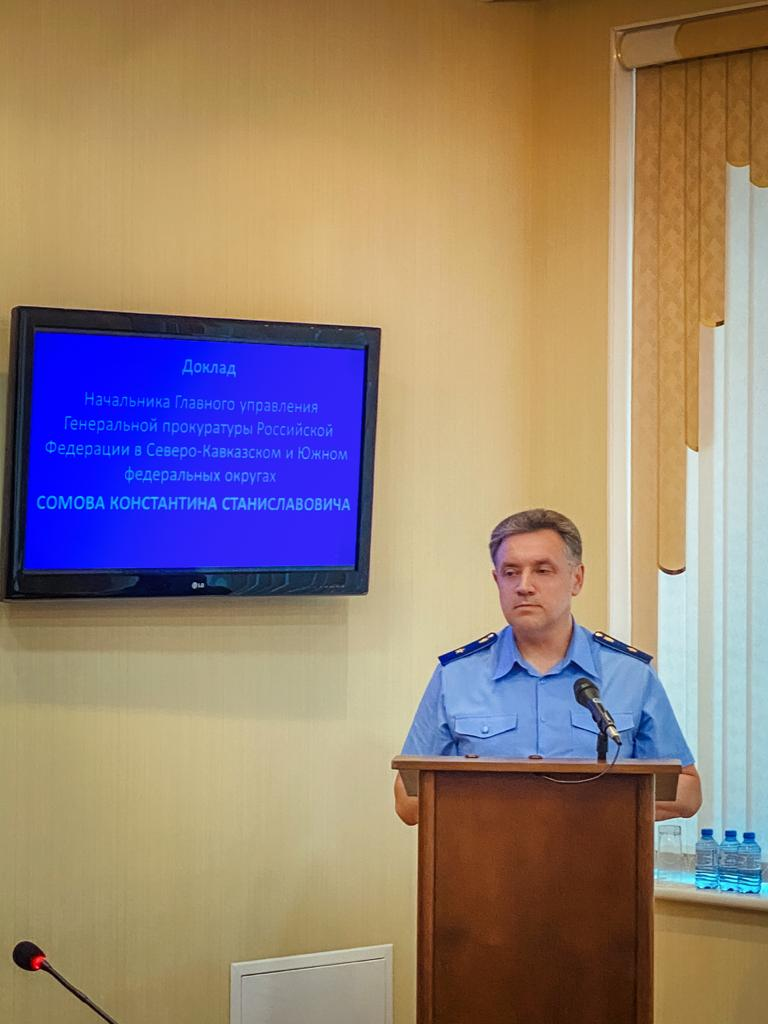 Доклад
Начальника Главного управления
Генеральной прокуратуры Российской
Федерации в Северо-Кавказском и Южном
федеральных округах
СОМОВА КОНСТАНТИНА СТАНИСЛАВОВИЧА
LG